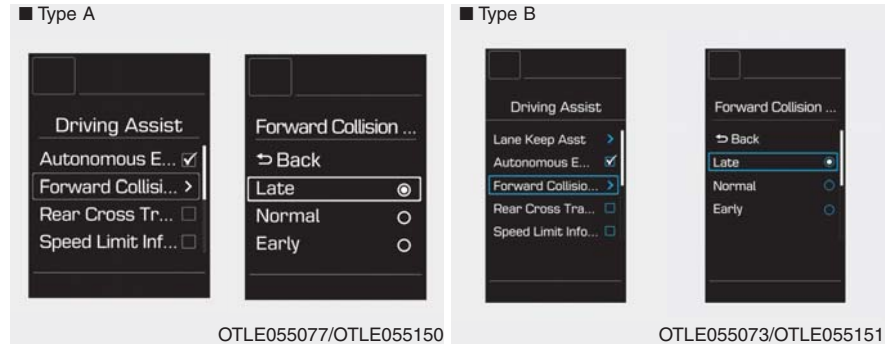 ■ Type A
Driving Assist
Autonomous E...
Forward Collisi... >
Rear Cross Tr...
Speed Limit Inf...
Forward Collision ...
⮌ Back
Late
Normal
Early
OTLE055077/OTLE055150
■ Type B
Driving Assist
Lane Keep Asst >
Autonomous E...
Forward Collisio... >
Rear Cross Tra...
Speed Limit Info...
Forward Collision ...
⮌ Back
Late
Normal
Early
OTLE055073/OTLE055151